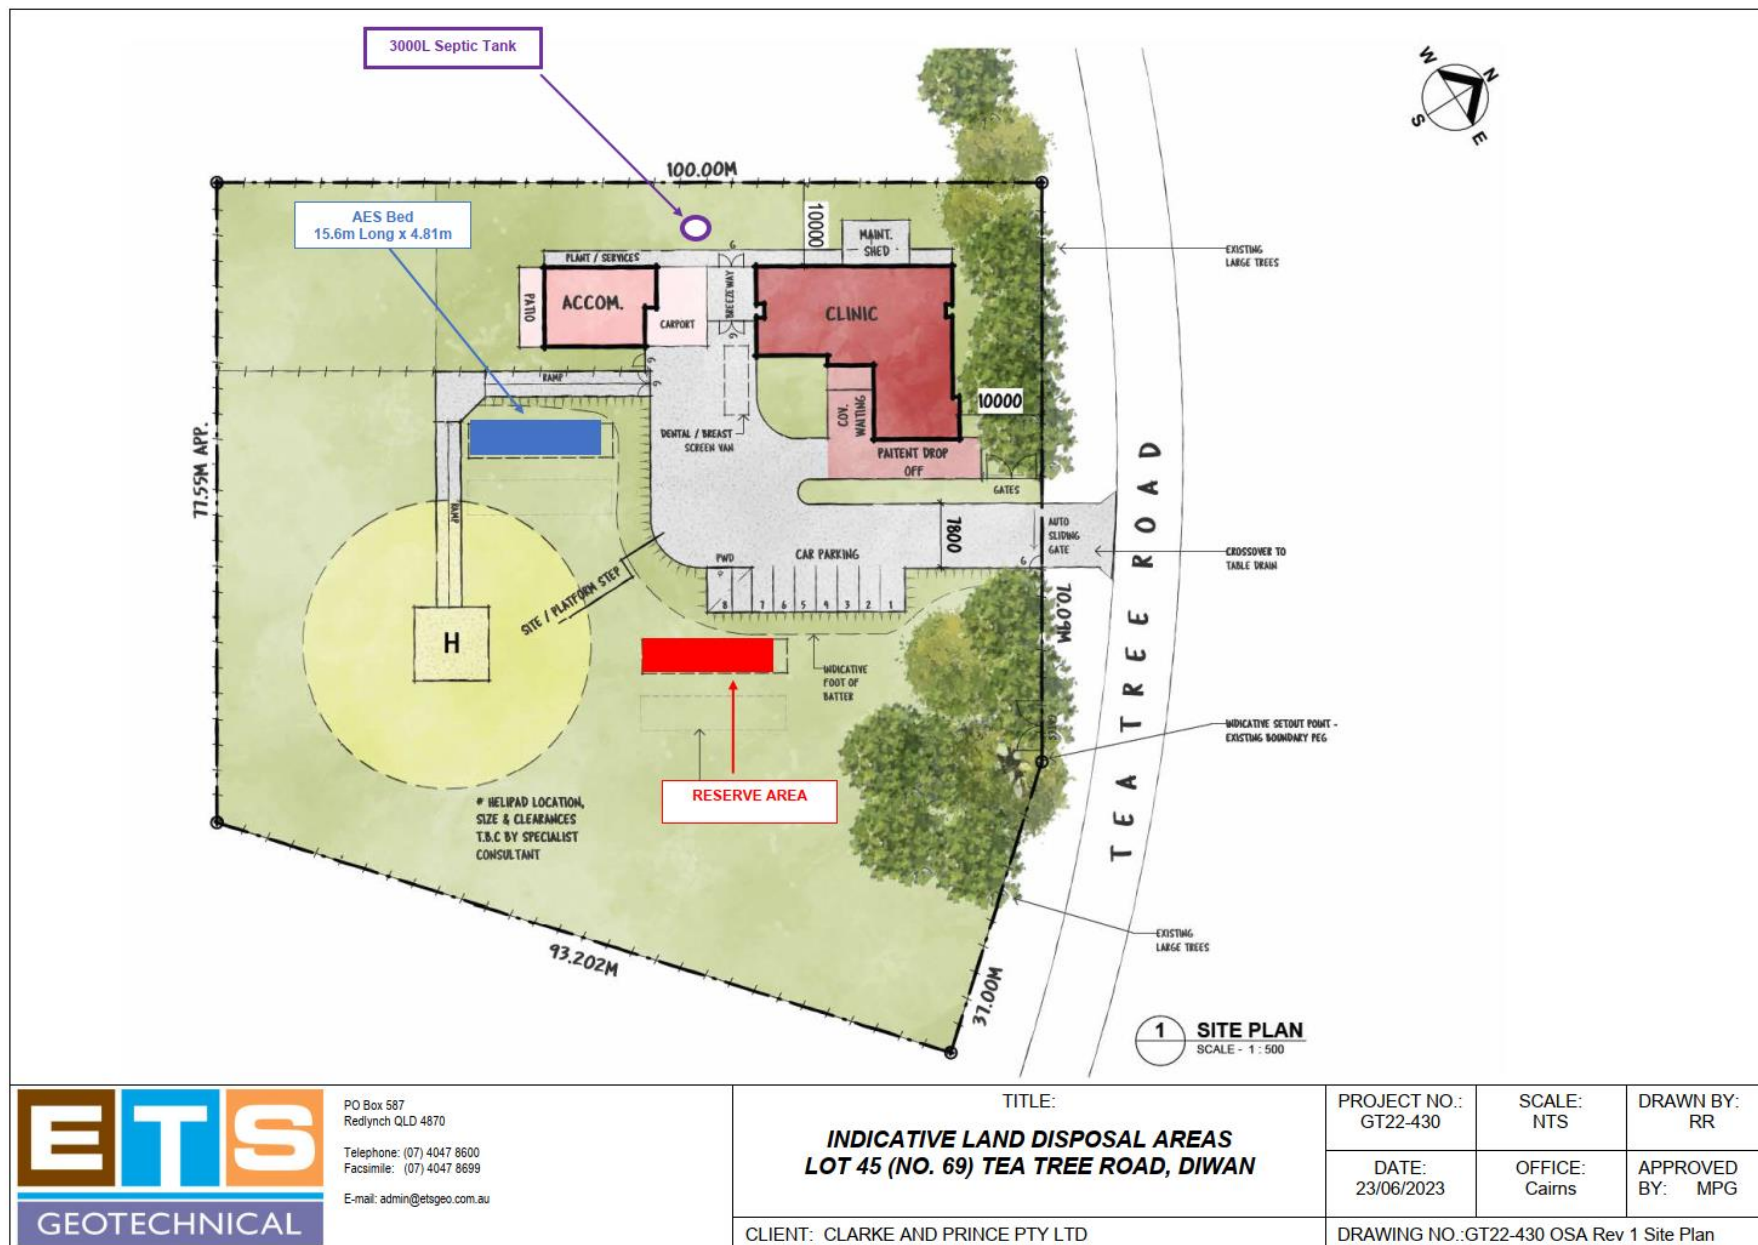 3000L Septic Tank
W
N
S
E
100.00M
AES Bed
15.6m Long x 4.81m
10000
MAINT.
SHED
EXISTING
LARGE TREES
G
PLANT / SERVICES
PATIO
ACCOM.
CARPORT
BREEZEWAY
CLINIC
G
G
RAMP
G
10000
COV.
WAITING
DENTAL / BREAST
SCREEN VAN
PAITENT DROP
OFF
GATES
77.55M APP.
RAMP
7800
AUTO
SLIDING
GATE
G
CROSSOVER TO
TABLE DRAIN
TEA TREE ROAD
PWD
CAR PARKING
8 7 6 5 4 3 2 1
SITE / PLATFORM STEP
70.09M
H
INDICATIVE
FOOT OF
BATTER
GATES
INDICATIVE SETOUT POINT -
EXISTING BOUNDARY PEG
RESERVE AREA
* HELIPAD LOCATION,
SIZE & CLEARANCES
T.B.C BY SPECIALIST
CONSULTANT
EXISTING
LARGE TREES
93.202M
37.00M
1
SITE PLAN
SCALE - 1 : 500
ETS
GEOTECHNICAL
PO Box 587
Redlynch QLD 4870
Telephone: (07) 4047 8600
Facsimile: (07) 4047 8699
E-mail: admin@etsgeo.com.au
TITLE:
INDICATIVE LAND DISPOSAL AREAS
LOT 45 (NO. 69) TEA TREE ROAD, DIWAN
CLIENT: CLARKE AND PRINCE PTY LTD
PROJECT NO.:
GT22-430
SCALE:
NTS
DRAWN BY:
RR
DATE:
23/06/2023
OFFICE:
Cairns
APPROVED
BY: MPG
DRAWING NO.:GT22-430 OSA Rev 1 Site Plan